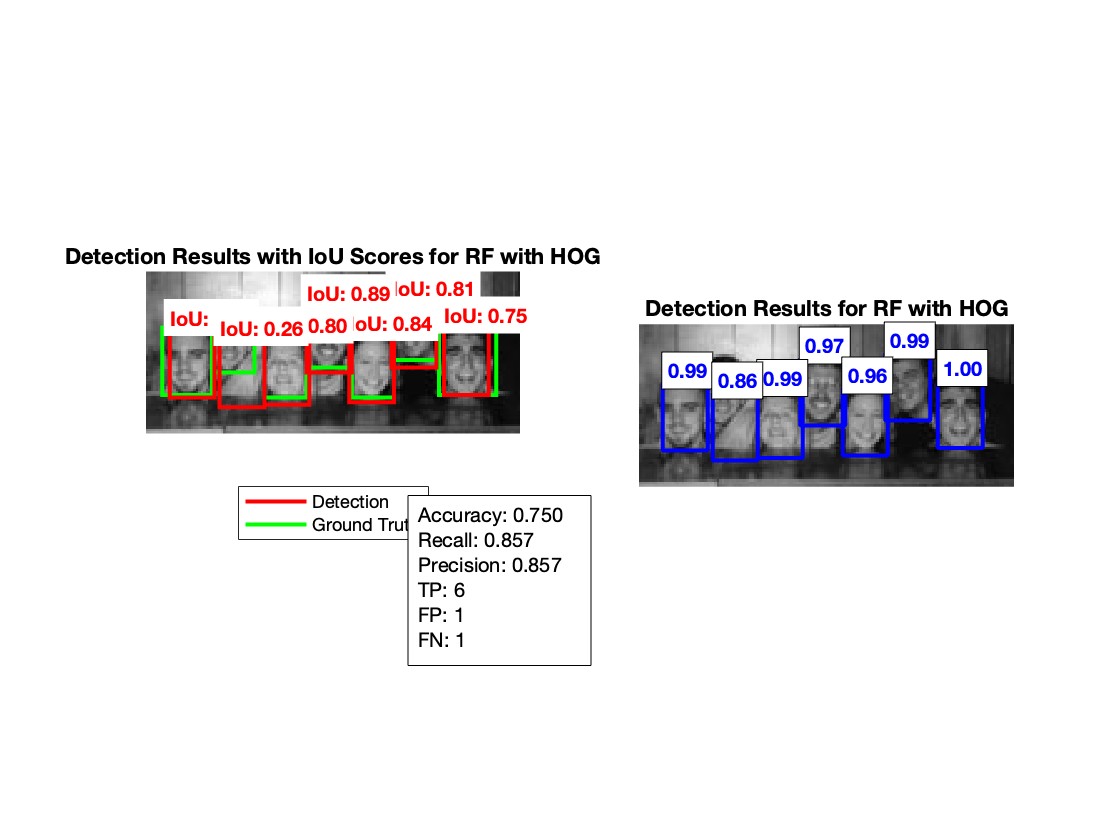 Detection Results with IoU Scores for RF with HOG
IoU: 0.89
IoU: 0.81
IoU:
IoU: 0.26
0.80
IoU: 0.84
IoU: 0.75
Detection
Ground Trut
Accuracy: 0.750
Recall: 0.857
Precision: 0.857
TP: 6
FP: 1
FN: 1
Detection Results for RF with HOG
0.99
0.86
0.99
0.97
0.96
0.99
1.00